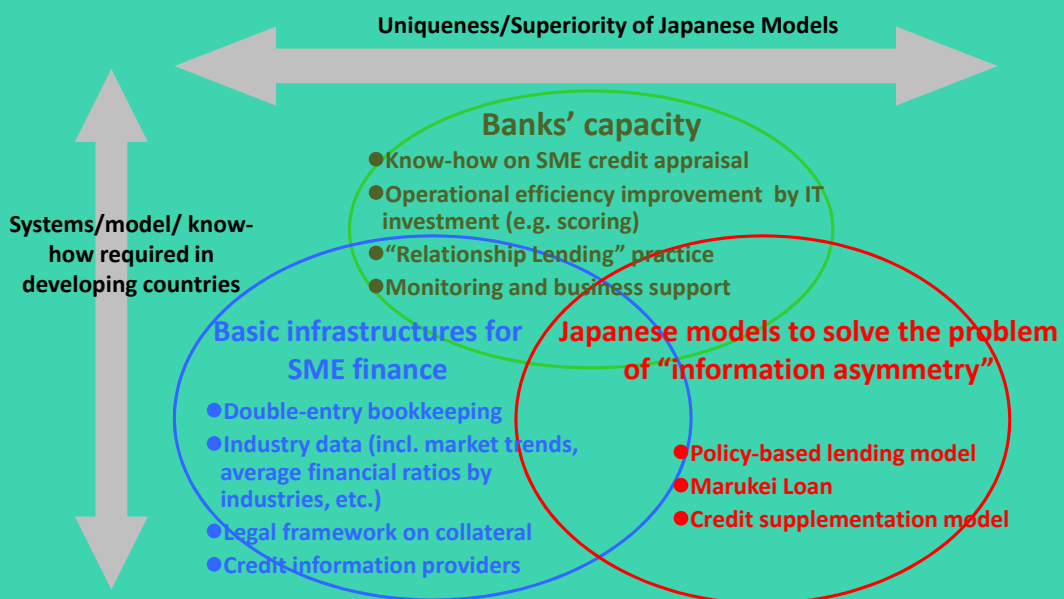 Uniqueness/Superiority of Japanese Models
Banks’ capacity
●Know-how on SME credit appraisal
●Operational efficiency improvement by IT
investment (e.g. scoring)
●“Relationship Lending” practice
●Monitoring and business support
Systems/model/ know-
how required in
developing countries
Basic infrastructures for
SME finance
●Double-entry bookkeeping
●Industry data (incl. market trends,
average financial ratios by
industries, etc.)
●Legal framework on collateral
●Credit information providers
Japanese models to solve the problem
of “information asymmetry”
●Policy-based lending model
●Marukei Loan
●Credit supplementation model